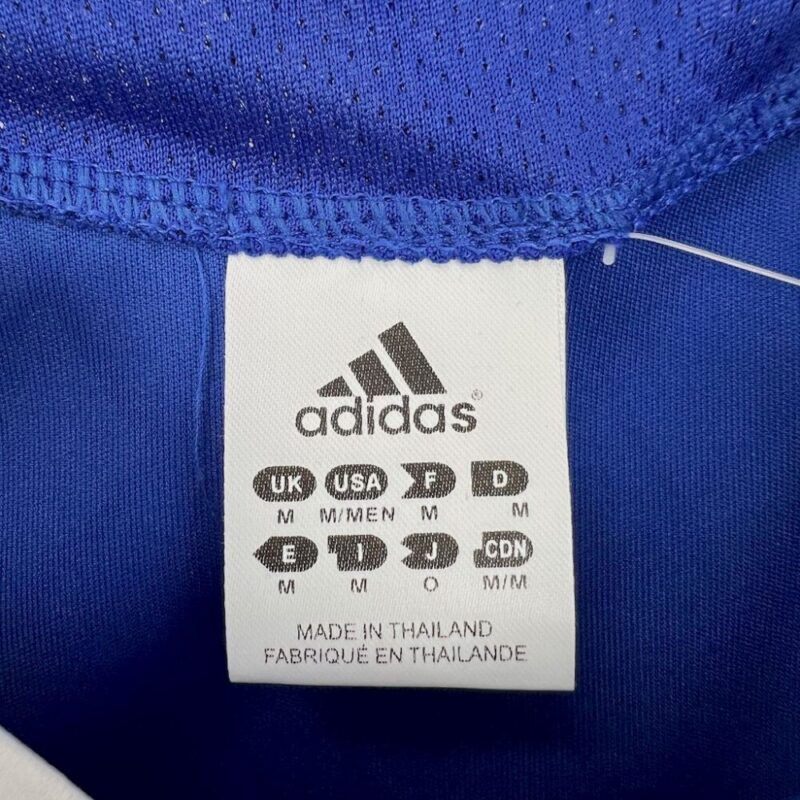 adidas®
UK USA F D
M M/MEN M M
E I J CDN
M M O M/M
MADE IN THAILAND
FABRIQUÉ EN THAILANDE